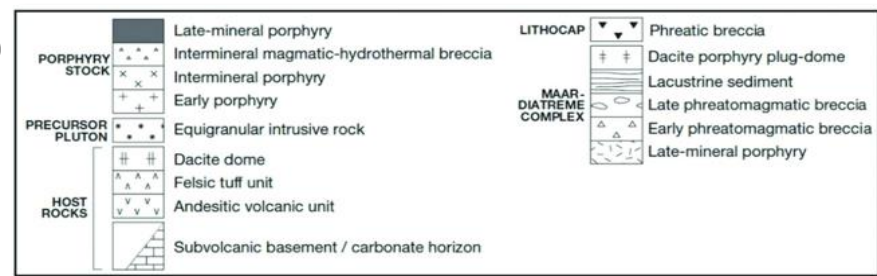 PORPHYRY
STOCK
Late-mineral porphyry
Intermineral magmatic-hydrothermal breccia
Intermineral porphyry
Early porphyry
PRECURSOR
PLUTON
Equigranular intrusive rock
HOST
ROCKS
Dacite dome
Felsic tuff unit
Andesitic volcanic unit
Subvolcanic basement / carbonate horizon
LITHOCAP
Phreatic breccia
MAAR-
DIATREME
COMPLEX
Dacite porphyry plug-dome
Lacustrine sediment
Late phreatomagmatic breccia
Early phreatomagmatic breccia
Late-mineral porphyry